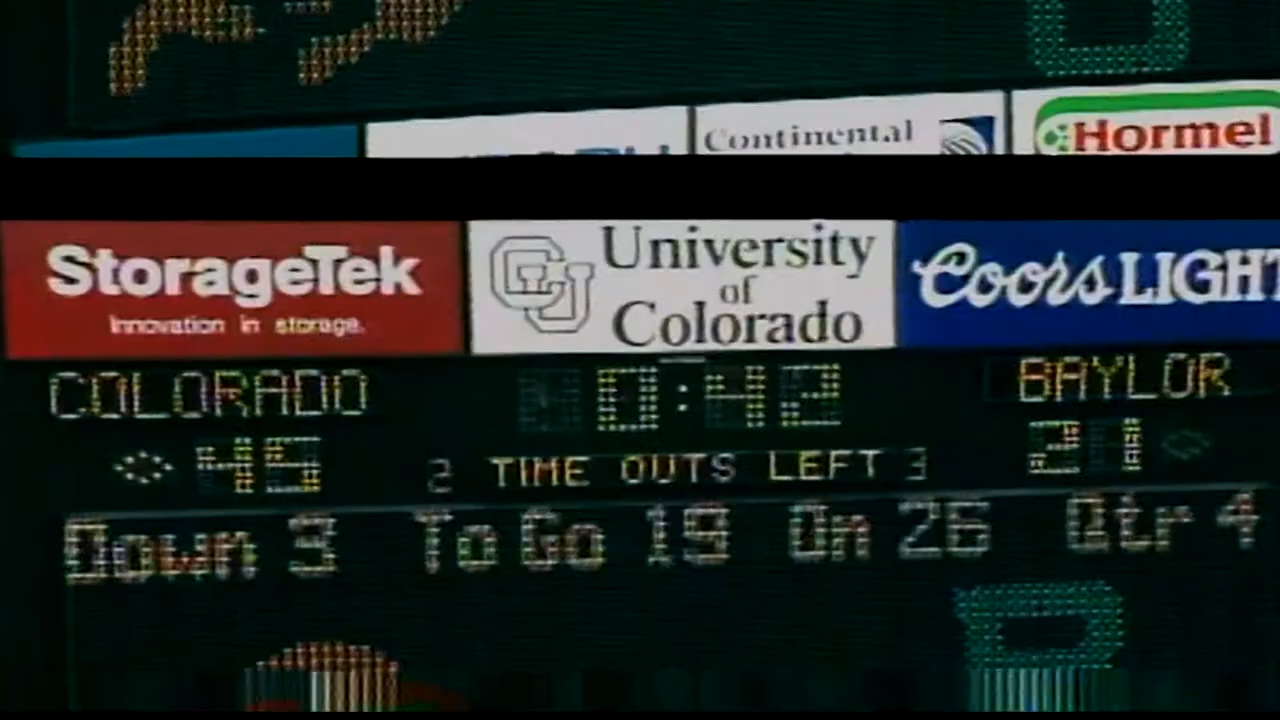 Continental
Hormel
StorageTek
Innovation in storage.
CU
University
of
Colorado
Coors LIGHT
COLORADO 0:42 BAYLOR
45 2 TIME OUTS LEFT 3 21
Down 3 To Go 19 On 26 Qtr 4